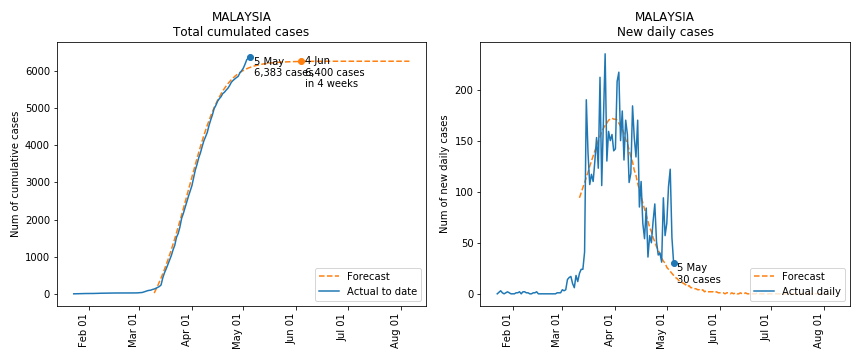 MALAYSIA
Total cumulated cases
Num of cumulative cases
6000
5000
4000
3000
2000
1000
0
5 May
6,383 cases
4 Jun
6,400 cases
in 4 weeks
Forecast
Actual to date
Feb 01
Mar 01
Apr 01
May 01
Jun 01
Jul 01
Aug 01
MALAYSIA
New daily cases
Num of new daily cases
200
150
100
50
0
5 May
30 cases
Forecast
Actual daily
Feb 01
Mar 01
Apr 01
May 01
Jun 01
Jul 01
Aug 01